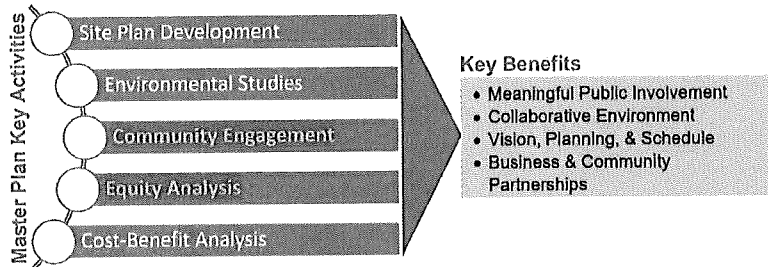 Master Plan Key Activities
Site Plan Development
Environmental Studies
Community Engagement
Equity Analysis
Cost-Benefit Analysis
Key Benefits
• Meaningful Public Involvement
• Collaborative Environment
• Vision, Planning, & Schedule
• Business & Community
Partnerships